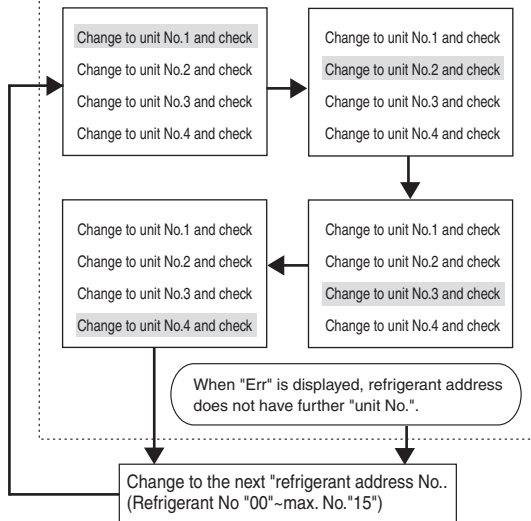 Change to unit No.1 and check
Change to unit No.2 and check
Change to unit No.3 and check
Change to unit No.4 and check
Change to unit No.1 and check
Change to unit No.2 and check
Change to unit No.3 and check
Change to unit No.4 and check
Change to unit No.1 and check
Change to unit No.2 and check
Change to unit No.3 and check
Change to unit No.4 and check
Change to unit No.1 and check
Change to unit No.2 and check
Change to unit No.3 and check
Change to unit No.4 and check
When "Err" is displayed, refrigerant address
does not have further "unit No.".
Change to the next "refrigerant address No..
(Refrigerant No "00"~max. No."15")